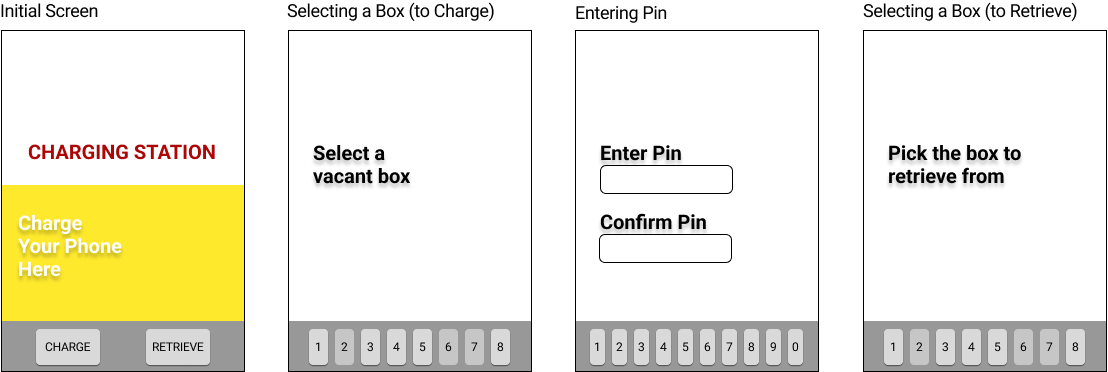 Initial Screen
CHARGING STATION
Charge
Your Phone
Here
CHARGE RETRIEVE
Selecting a Box (to Charge)
Select a
vacant box
1 2 3 4 5 6 7 8
Entering Pin
Enter Pin
Confirm Pin
1 2 3 4 5 6 7 8 9 0
Selecting a Box (to Retrieve)
Pick the box to
retrieve from
1 2 3 4 5 6 7 8